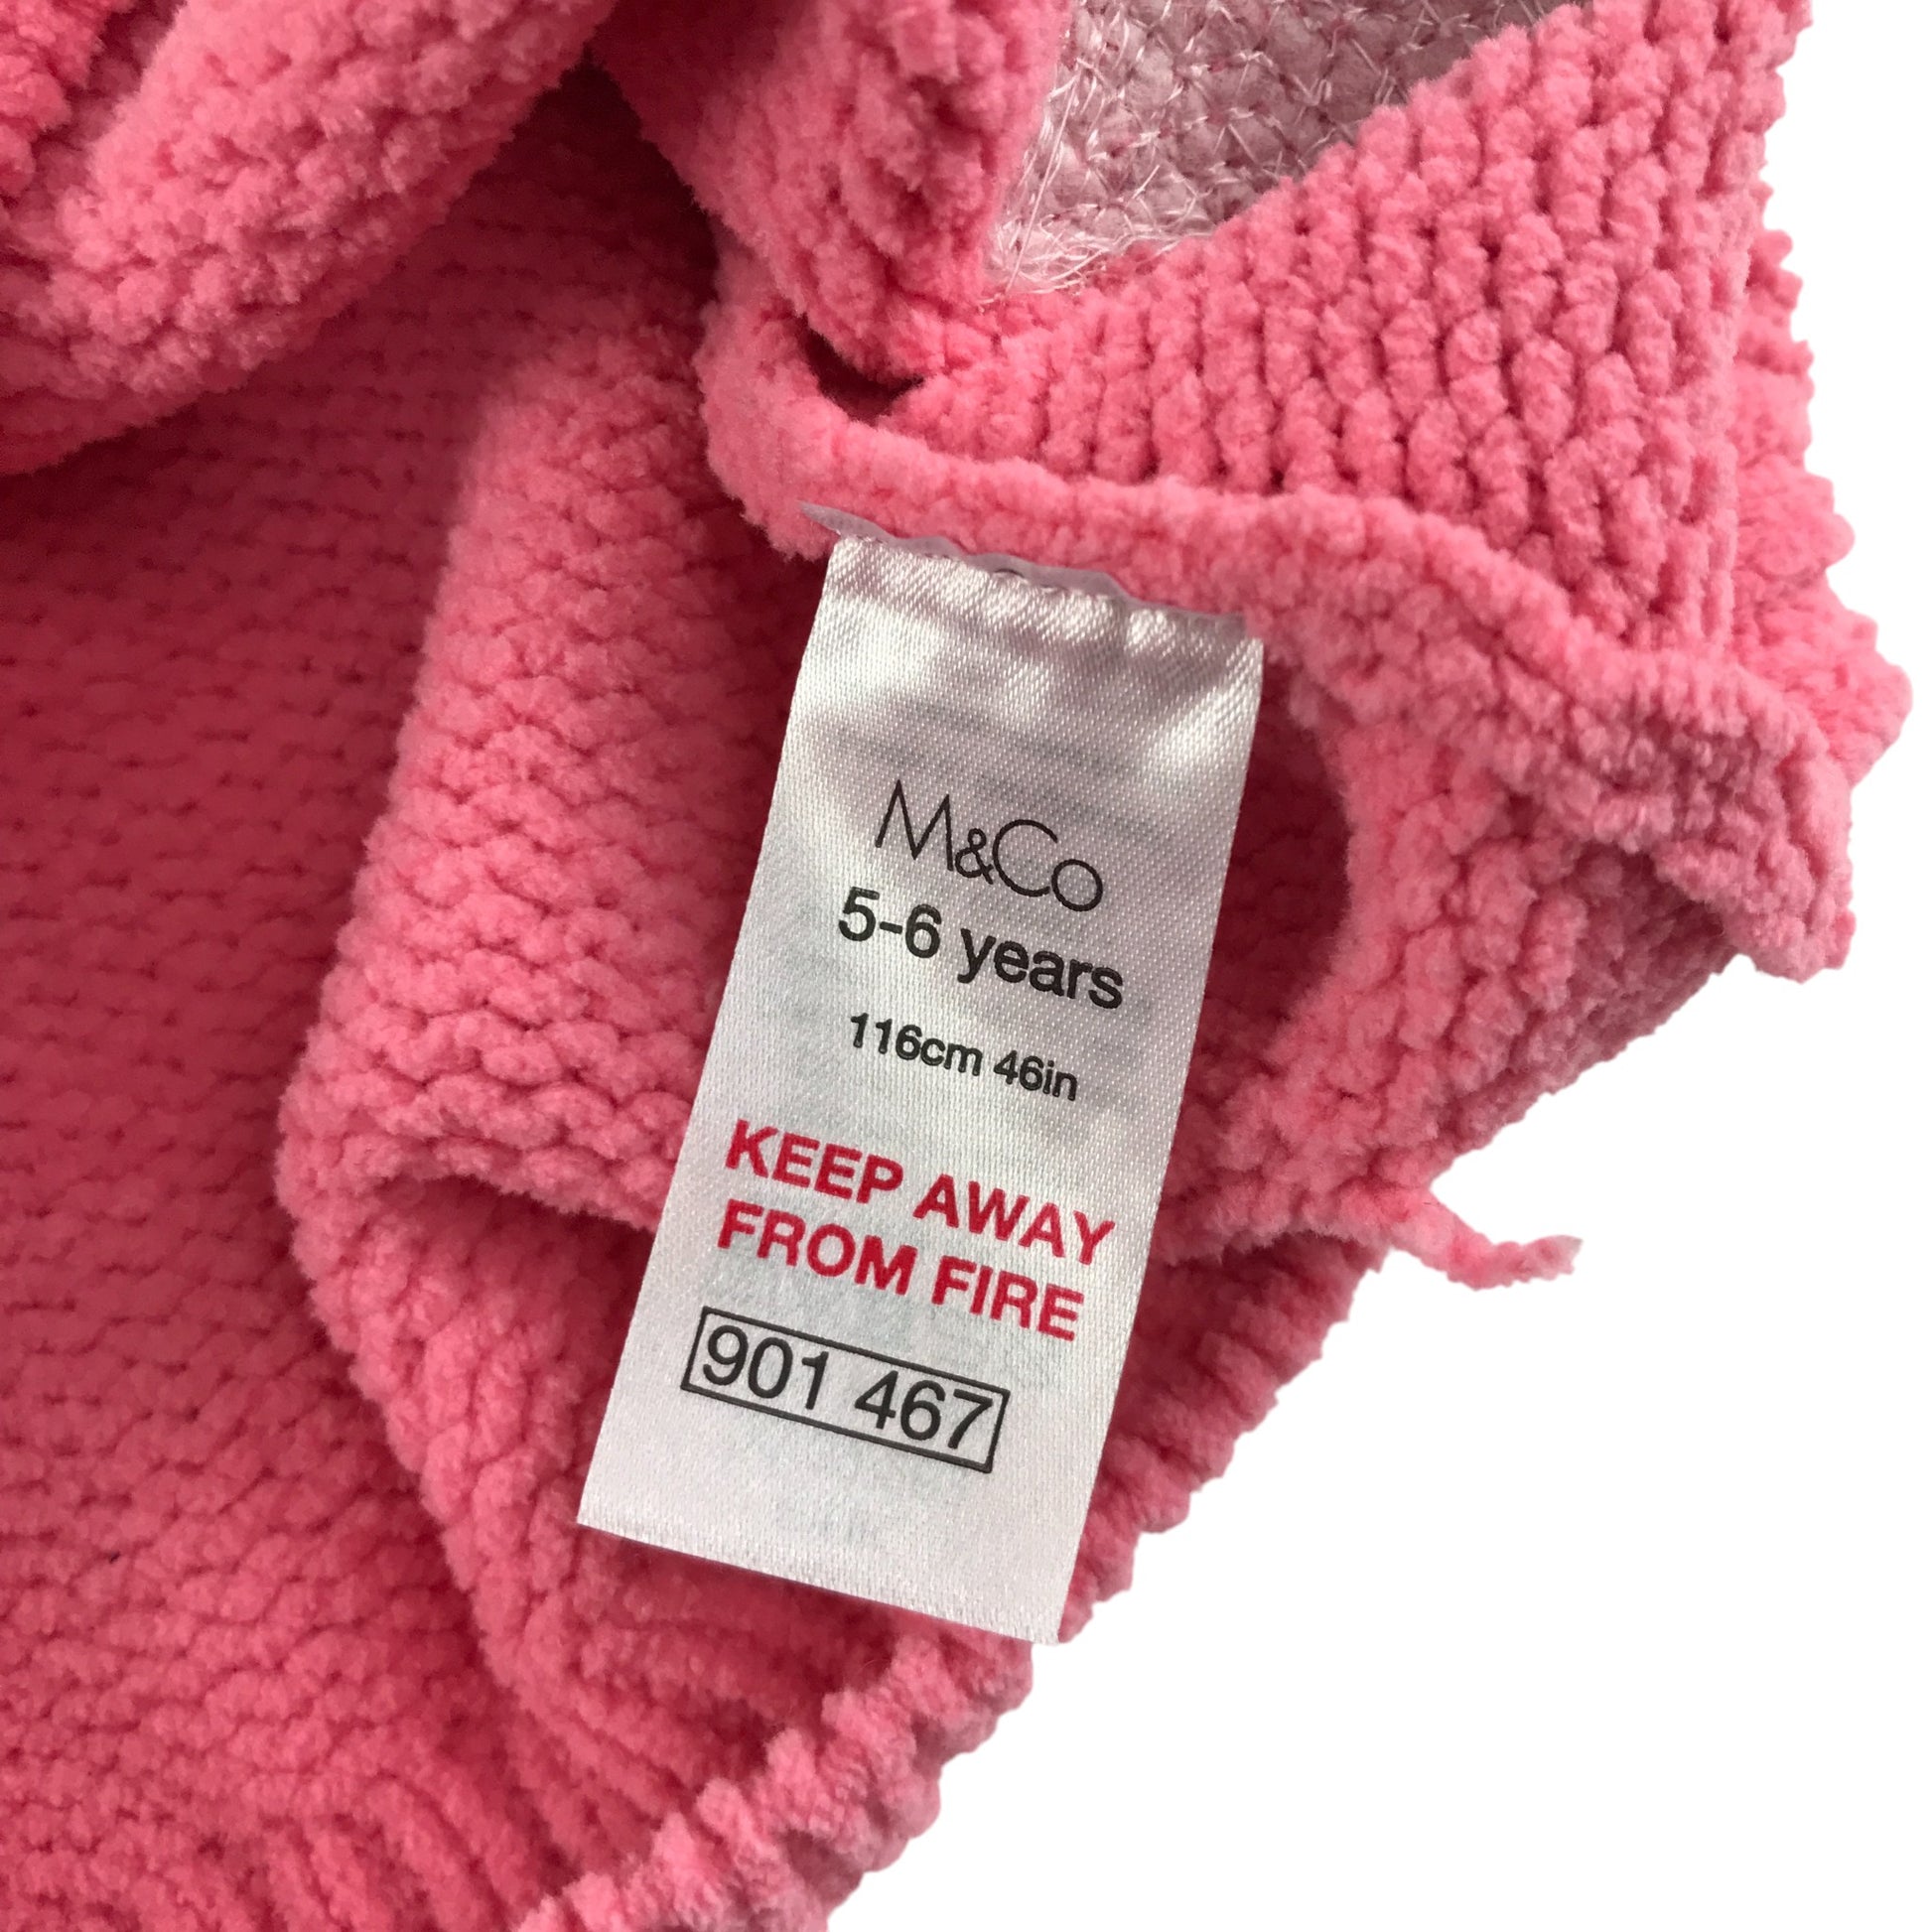 M&Co
5-6 years
116cm 46in
KEEP AWAY
FROM FIRE
901 467